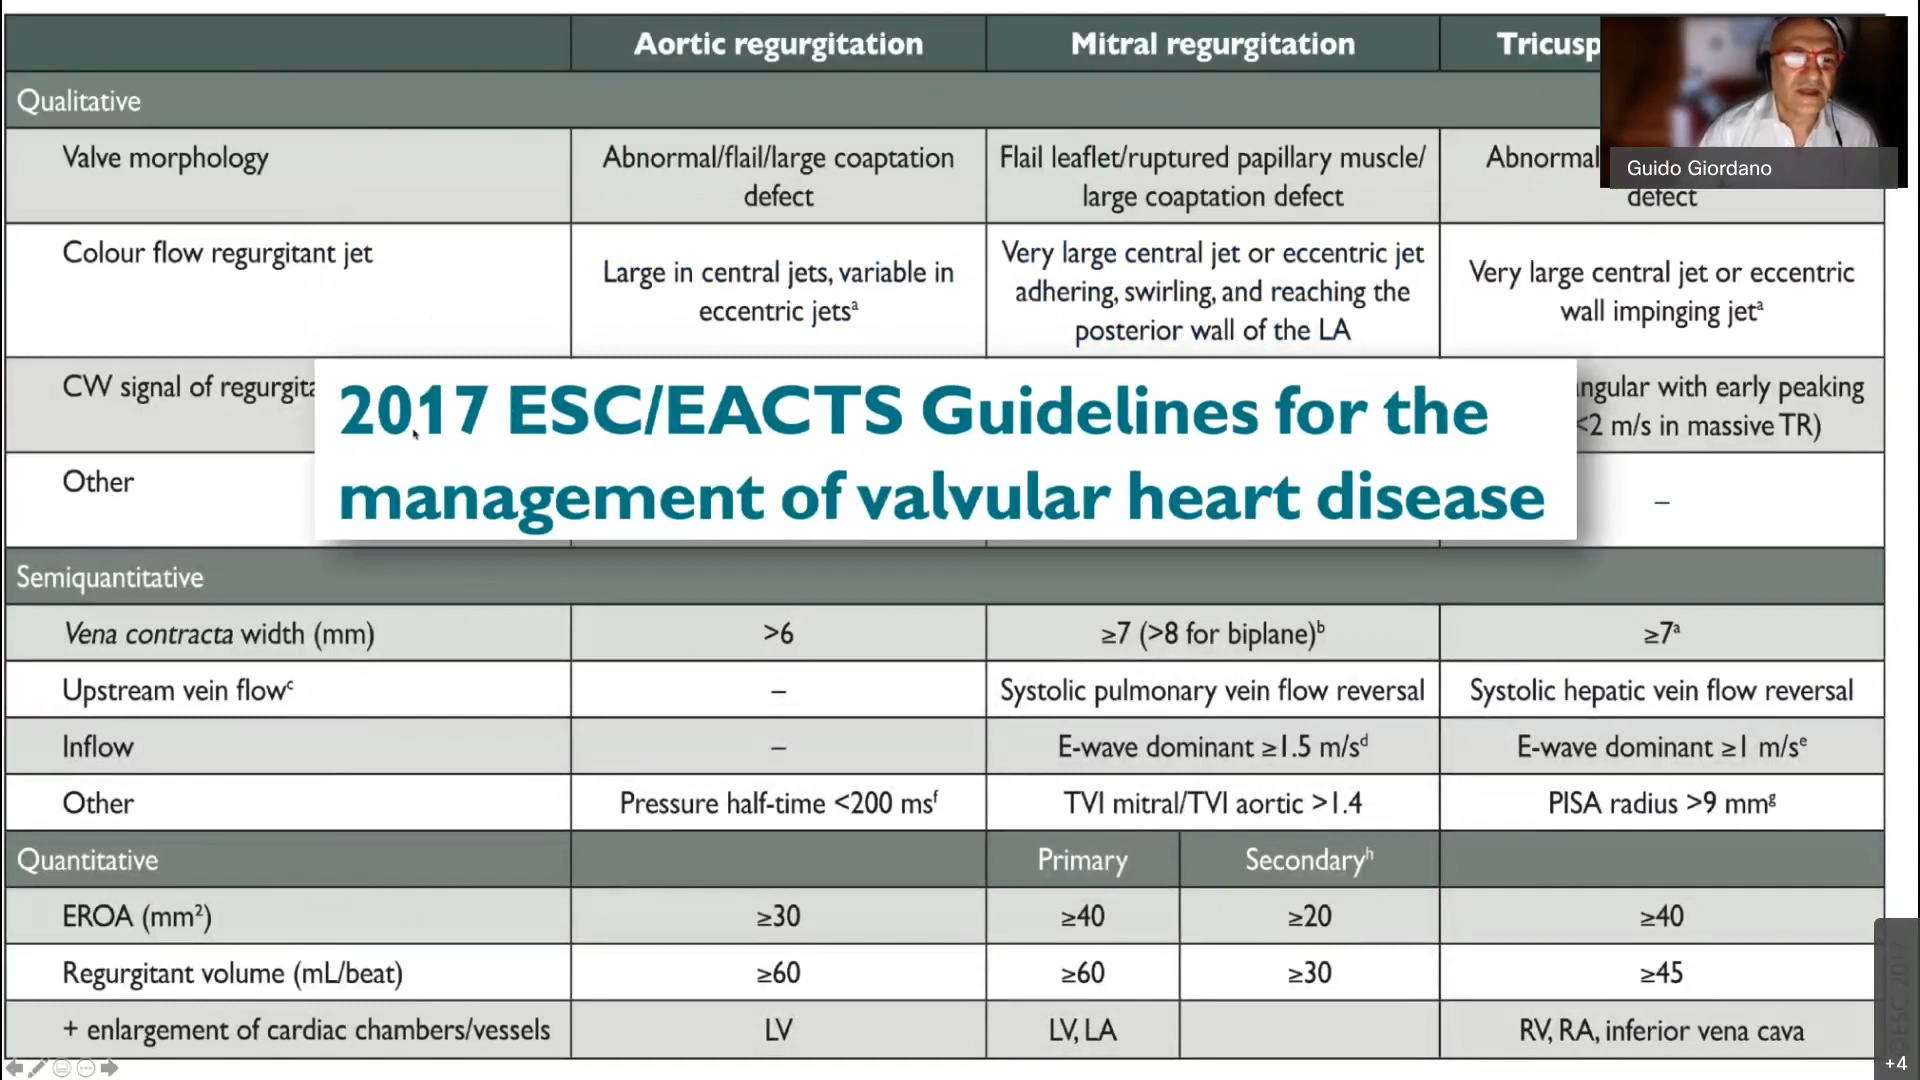 Aortic regurgitation Mitral regurgitation Tricusp
Guido Giordano
Qualitative
Valve morphology
Abnormal/flail/large coaptation
defect
Flail leaflet/ruptured papillary muscle/
large coaptation defect
Abnormal
defect
Colour flow regurgitant jet
Large in central jets, variable in
eccentric jetsᵃ
Very large central jet or eccentric jet
adhering, swirling, and reaching the
posterior wall of the LA
Very large central jet or eccentric
wall impinging jetᵃ
CW signal of regurgita
angular with early peaking
<2 m/s in massive TR)
2017 ESC/EACTS Guidelines for the
management of valvular heart disease
Other –
Semiquantitative
Vena contracta width (mm) >6 ≥7 (>8 for biplane)ᵇ ≥7ᵃ
Upstream vein flowᶜ – Systolic pulmonary vein flow reversal Systolic hepatic vein flow reversal
Inflow – E-wave dominant ≥1.5 m/sᵈ E-wave dominant ≥1 m/sᵉ
Other Pressure half-time <200 msᶠ TVI mitral/TVI aortic >1.4 PISA radius >9 mmᵍ
Quantitative Primary Secondaryʰ
EROA (mm²) ≥30 ≥40 ≥20 ≥40
Regurgitant volume (mL/beat) ≥60 ≥60 ≥30 ≥45
+ enlargement of cardiac chambers/vessels LV LV, LA RV, RA, inferior vena cava
ESC 2017
+4